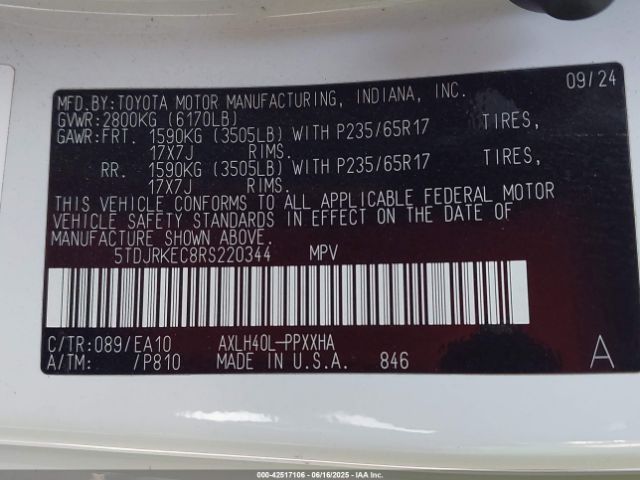 MFD.BY:TOYOTA MOTOR MANUFACTURING, INDIANA, INC. 09/24
GVWR:2800KG (6170LB)
GAWR:FRT. 1590KG (3505LB) WITH P235/65R17 TIRES,
17X7J RIMS.
RR. 1590KG (3505LB) WITH P235/65R17 TIRES,
17X7J RIMS.
THIS VEHICLE CONFORMS TO ALL APPLICABLE FEDERAL MOTOR
VEHICLE SAFETY STANDARDS IN EFFECT ON THE DATE OF
MANUFACTURE SHOWN ABOVE.
5TDJRKEC8RS220344 MPV
C/TR:089/EA10 AXLH40L-PPXXHA
A/TM: /P810 MADE IN U.S.A. 846 A
000-42517106 - 06/16/2025 - IAAI.COM